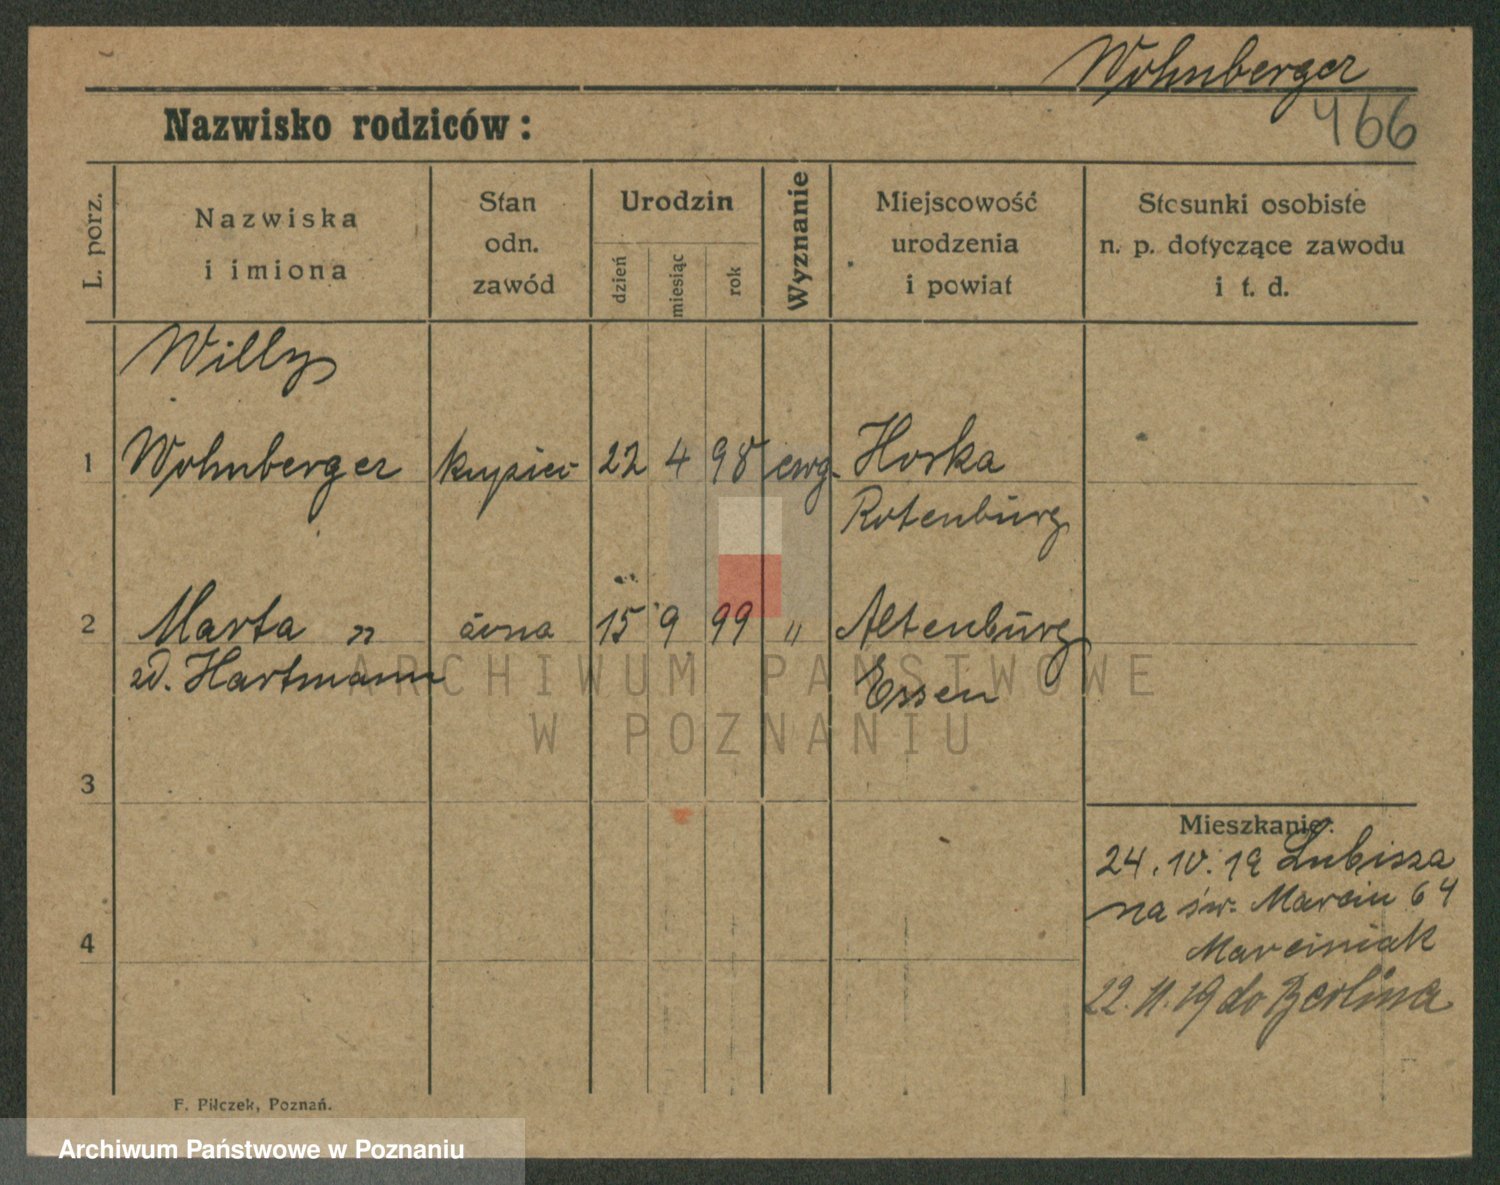 Wohnberger
466
Nazwisko rodziców:
L. porz.
Nazwiska
i imiona
Stan
odn.
zawód
Urodzin
dzień
miesiąc
rok
Wyznanie
Miejscowość
urodzenia
i powiat
Stosunki osobiste
n. p. dotyczące zawodu
i t. d.
Willy
1 Wohnberger kupiec 22 4 98 ewg. Horka
Rotenburg
2 Marta " 15 9 99 " Altenburg
Hartmann Essen
ARCHIWUM PAŃSTWOWE
W POZNANIU
3
Mieszkanie:
24.10.19 Lubisza
na św. Marcin 64
4
Marciniak
22.11.19 do Berlina
F. Pilczek, Poznań.
Archiwum Państwowe w Poznaniu